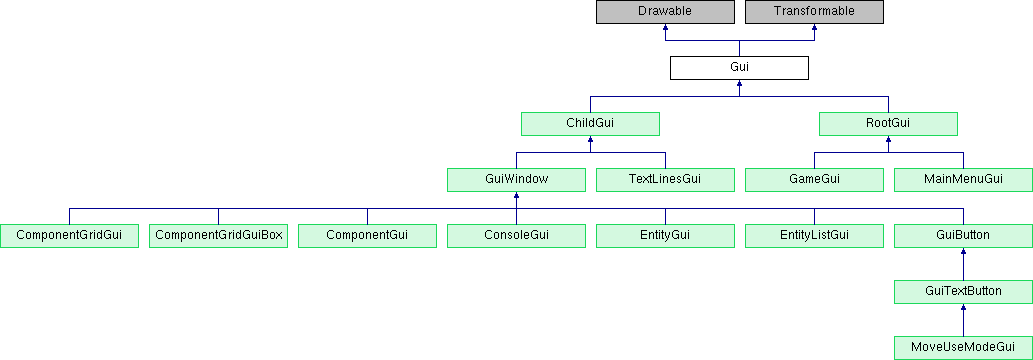 Drawable
Transformable
Gui
ChildGui
RootGui
GuiWindow
TextLinesGui
GameGui
MainMenuGui
ComponentGridGui
ComponentGridGuiBox
ComponentGui
ConsoleGui
EntityGui
EntityListGui
GuiButton
GuiTextButton
MoveUseModeGui